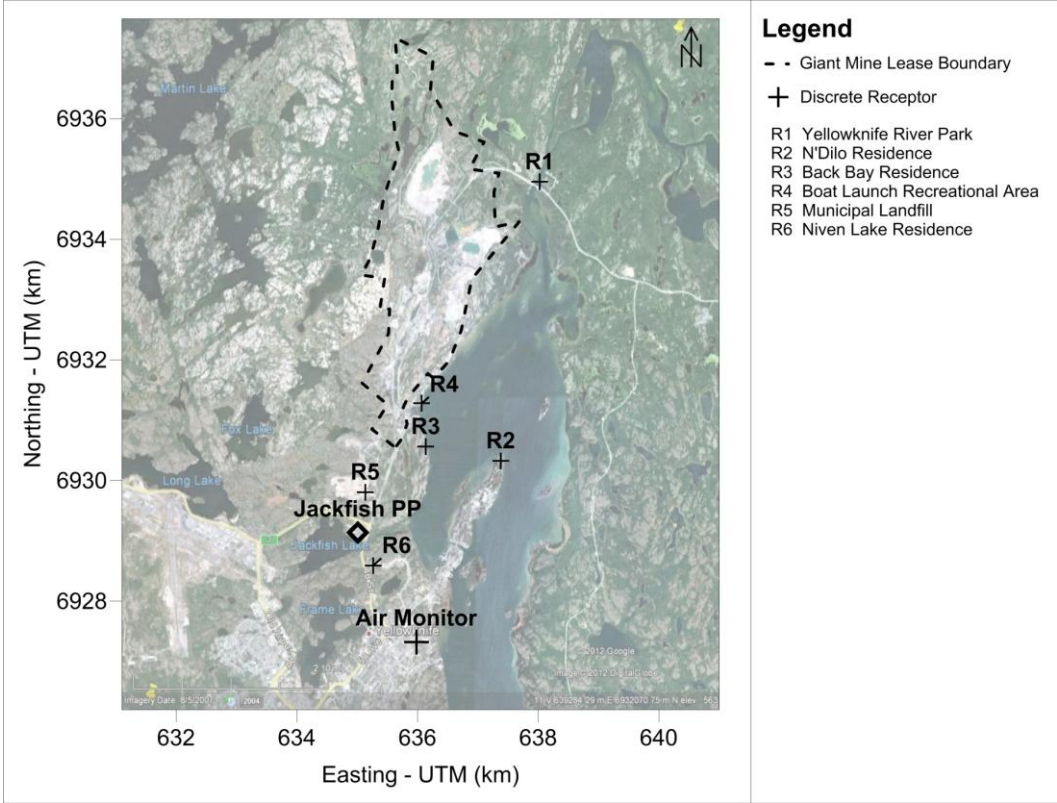 Legend
Giant Mine Lease Boundary
Discrete Receptor
R1 Yellowknife River Park
R2 N'Dilo Residence
R3 Back Bay Residence
R4 Boat Launch Recreational Area
R5 Municipal Landfill
R6 Niven Lake Residence
N
Martin Lake
R1
R4
R3
R2
Fox Lake
R5
Long Lake
Jackfish PP
Jackfish Lake
R6
Frame Lake
Air Monitor
Yellowknife
© 2012 Google
Image © 2012 DigitalGlobe
Imagery Date
2004
6936
6934
6932
6930
6928
Northing - UTM (km)
632
634
636
638
640
Easting - UTM (km)